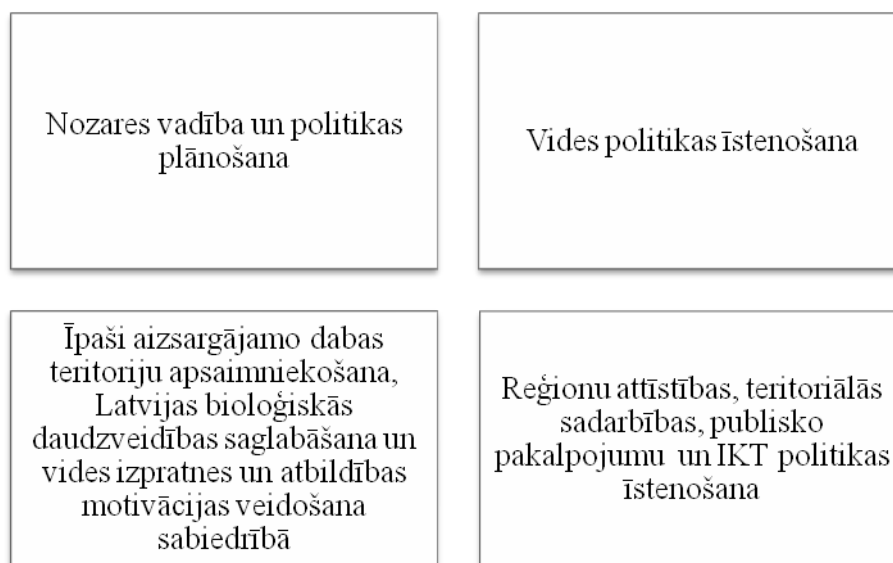 Nozares vadība un politikas
plānošana
Vides politikas īstenošana
Īpaši aizsargājamo dabas
teritoriju apsaimniekošana,
Latvijas bioloģiskās
daudzveidības saglabāšana un
vides izpratnes un atbildības
motivācijas veidošana
sabiedrībā
Reģionu attīstības, teritoriālās
sadarbības, publisko
pakalpojumu un IKT politikas
īstenošana